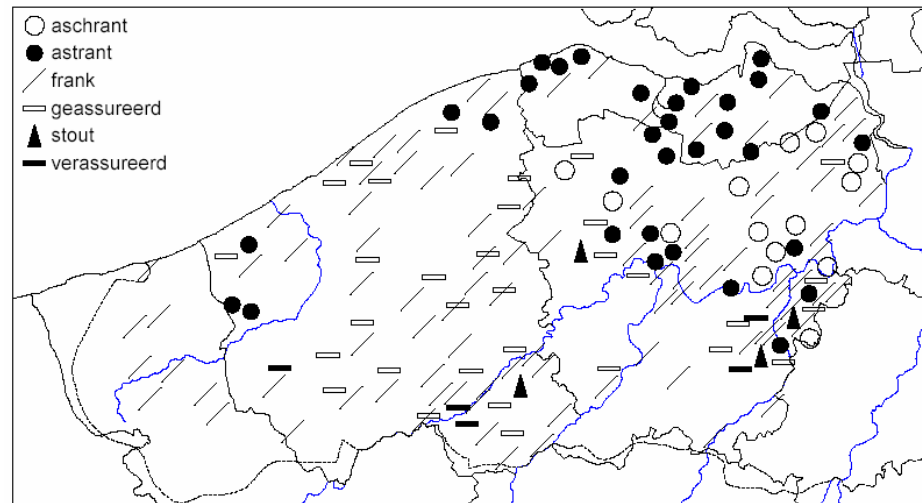 aschrant
astrant
frank
geassureerd
stout
verassureerd